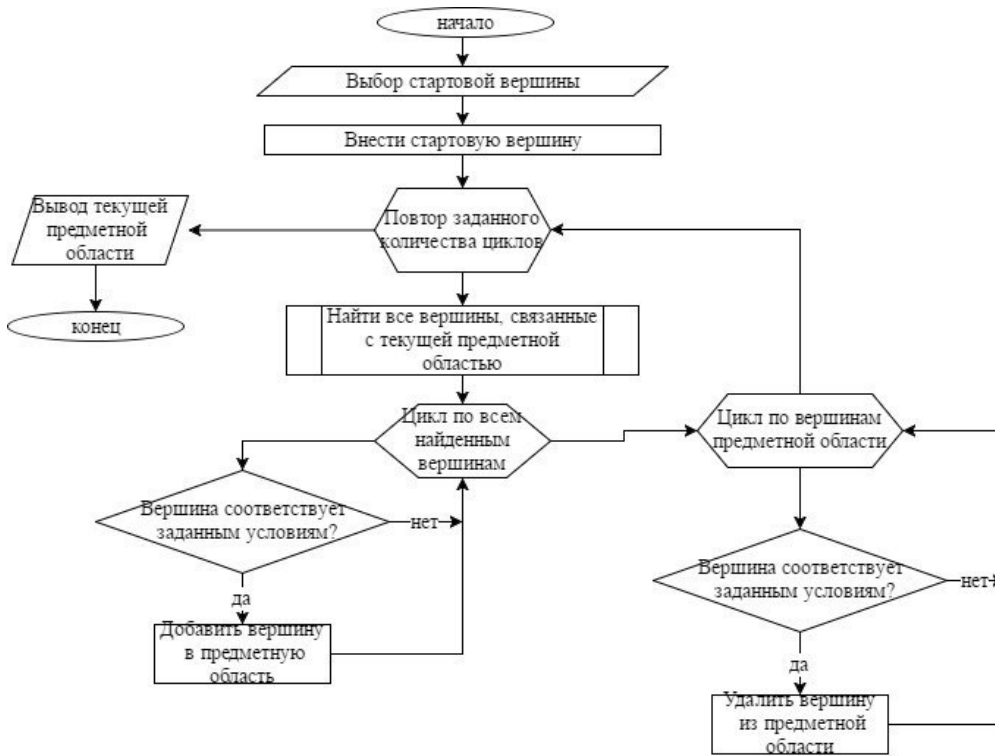 начало
Выбор стартовой вершины
Внести стартовую вершину
Повтор заданного
количества циклов
Вывод текущей
предметной
области
конец
Найти все вершины, связанные
с текущей предметной
областью
Цикл по всем
найденным
вершинам
Вершина соответствует
заданным условиям?
нет
да
Добавить вершину
в предметную
область
Цикл по вершинам
предметной области
Вершина соответствует
заданным условиям?
нет
да
Удалить вершину
из предметной
области